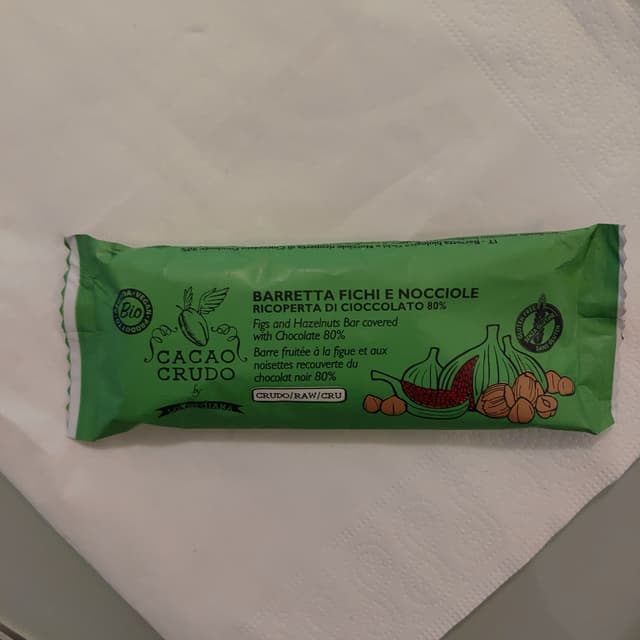 Bio
CACAO
CRUDO
by
BARRETTA FICHI E NOCCIOLE
RICOPERTA DI CIOCCOLATO 80%
Figs and Hazelnuts Bar covered
with Chocolate 80%
Barre fruitée à la figue et aux
noisettes recouverte du
chocolat noir 80%
CRUDO/RAW/CRU